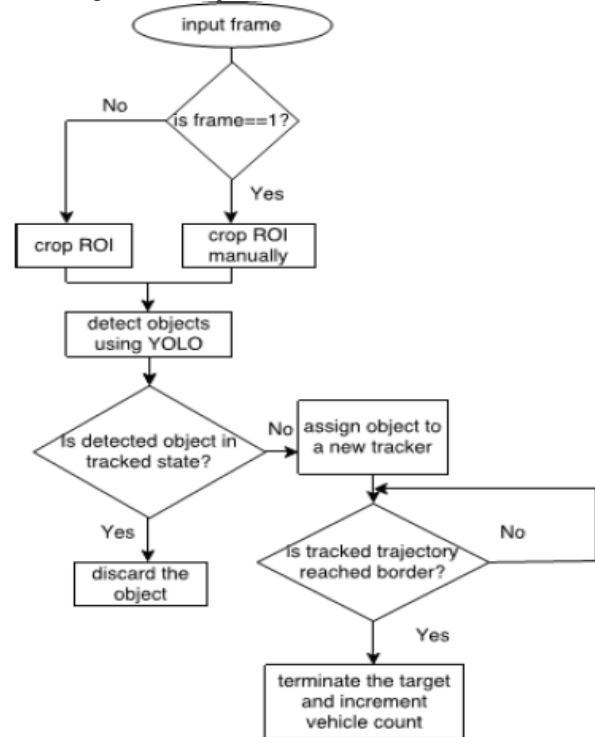 input frame
is frame==1?
No
Yes
crop ROI
crop ROI
manually
detect objects
using YOLO
Is detected object in
tracked state?
No
assign object to
a new tracker
Yes
discard the
object
Is tracked trajectory
reached border?
No
Yes
terminate the target
and increment
vehicle count